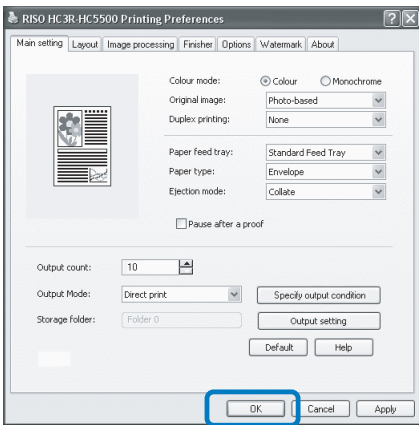 RISO HC3R-HC5500 Printing Preferences
Main setting Layout Image processing Finisher Options Watermark About
Colour mode: Colour Monochrome
Original image: Photo-based
Duplex printing: None
Paper feed tray: Standard Feed Tray
Paper type: Envelope
Ejection mode: Collate
Pause after a proof
Output count: 10
Output Mode: Direct print Specify output condition
Storage folder: Folder 0 Output setting
Default Help
OK Cancel Apply